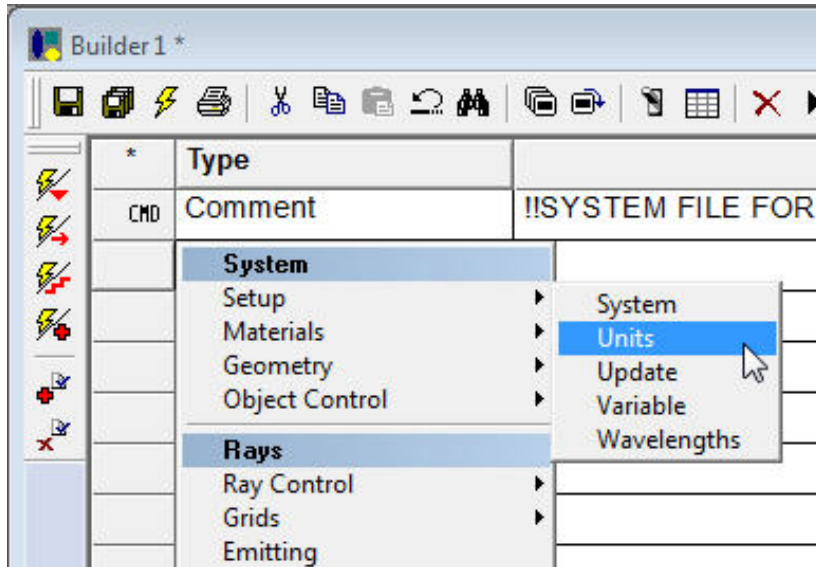 Builder 1 *
* Type
CMD Comment !!SYSTEM FILE FOR
System
Setup
Materials
Geometry
Object Control
Rays
Ray Control
Grids
Emitting
System
Units
Update
Variable
Wavelengths